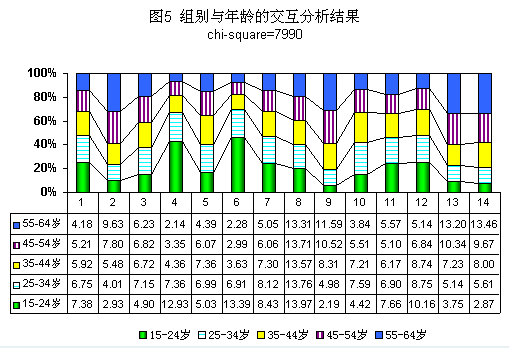 图5 组别与年龄的交互分析结果
chi-square=7990
100%
80%
60%
40%
20%
0%
1 2 3 4 5 6 7 8 9 10 11 12 13 14
55-64岁 4.18 9.63 6.23 2.14 4.39 2.28 5.05 13.31 11.59 3.84 5.57 5.14 13.20 13.46
45-54岁 5.21 7.80 6.82 3.35 6.07 2.99 6.06 13.71 10.52 5.51 5.10 6.84 10.34 9.67
35-44岁 5.92 5.48 6.72 4.36 7.36 3.63 7.30 13.57 8.31 7.21 6.17 8.74 7.23 8.00
25-34岁 6.75 4.01 7.15 7.36 6.99 6.91 8.12 13.76 4.98 7.59 6.90 8.75 5.14 5.61
15-24岁 7.38 2.93 4.90 12.93 5.03 13.39 8.43 13.97 2.19 4.42 7.66 10.16 3.75 2.87
15-24岁 25-34岁 35-44岁 45-54岁 55-64岁